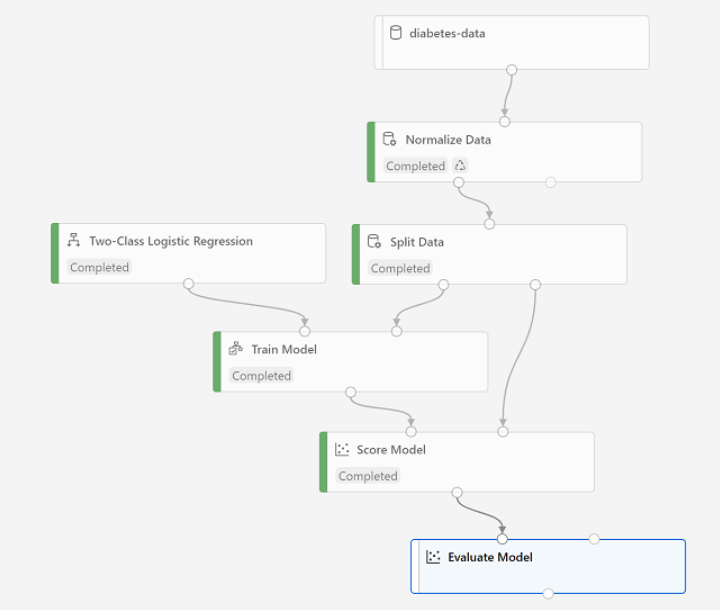 diabetes-data
Normalize Data
Completed
Two-Class Logistic Regression
Completed
Split Data
Completed
Train Model
Completed
Score Model
Completed
Evaluate Model